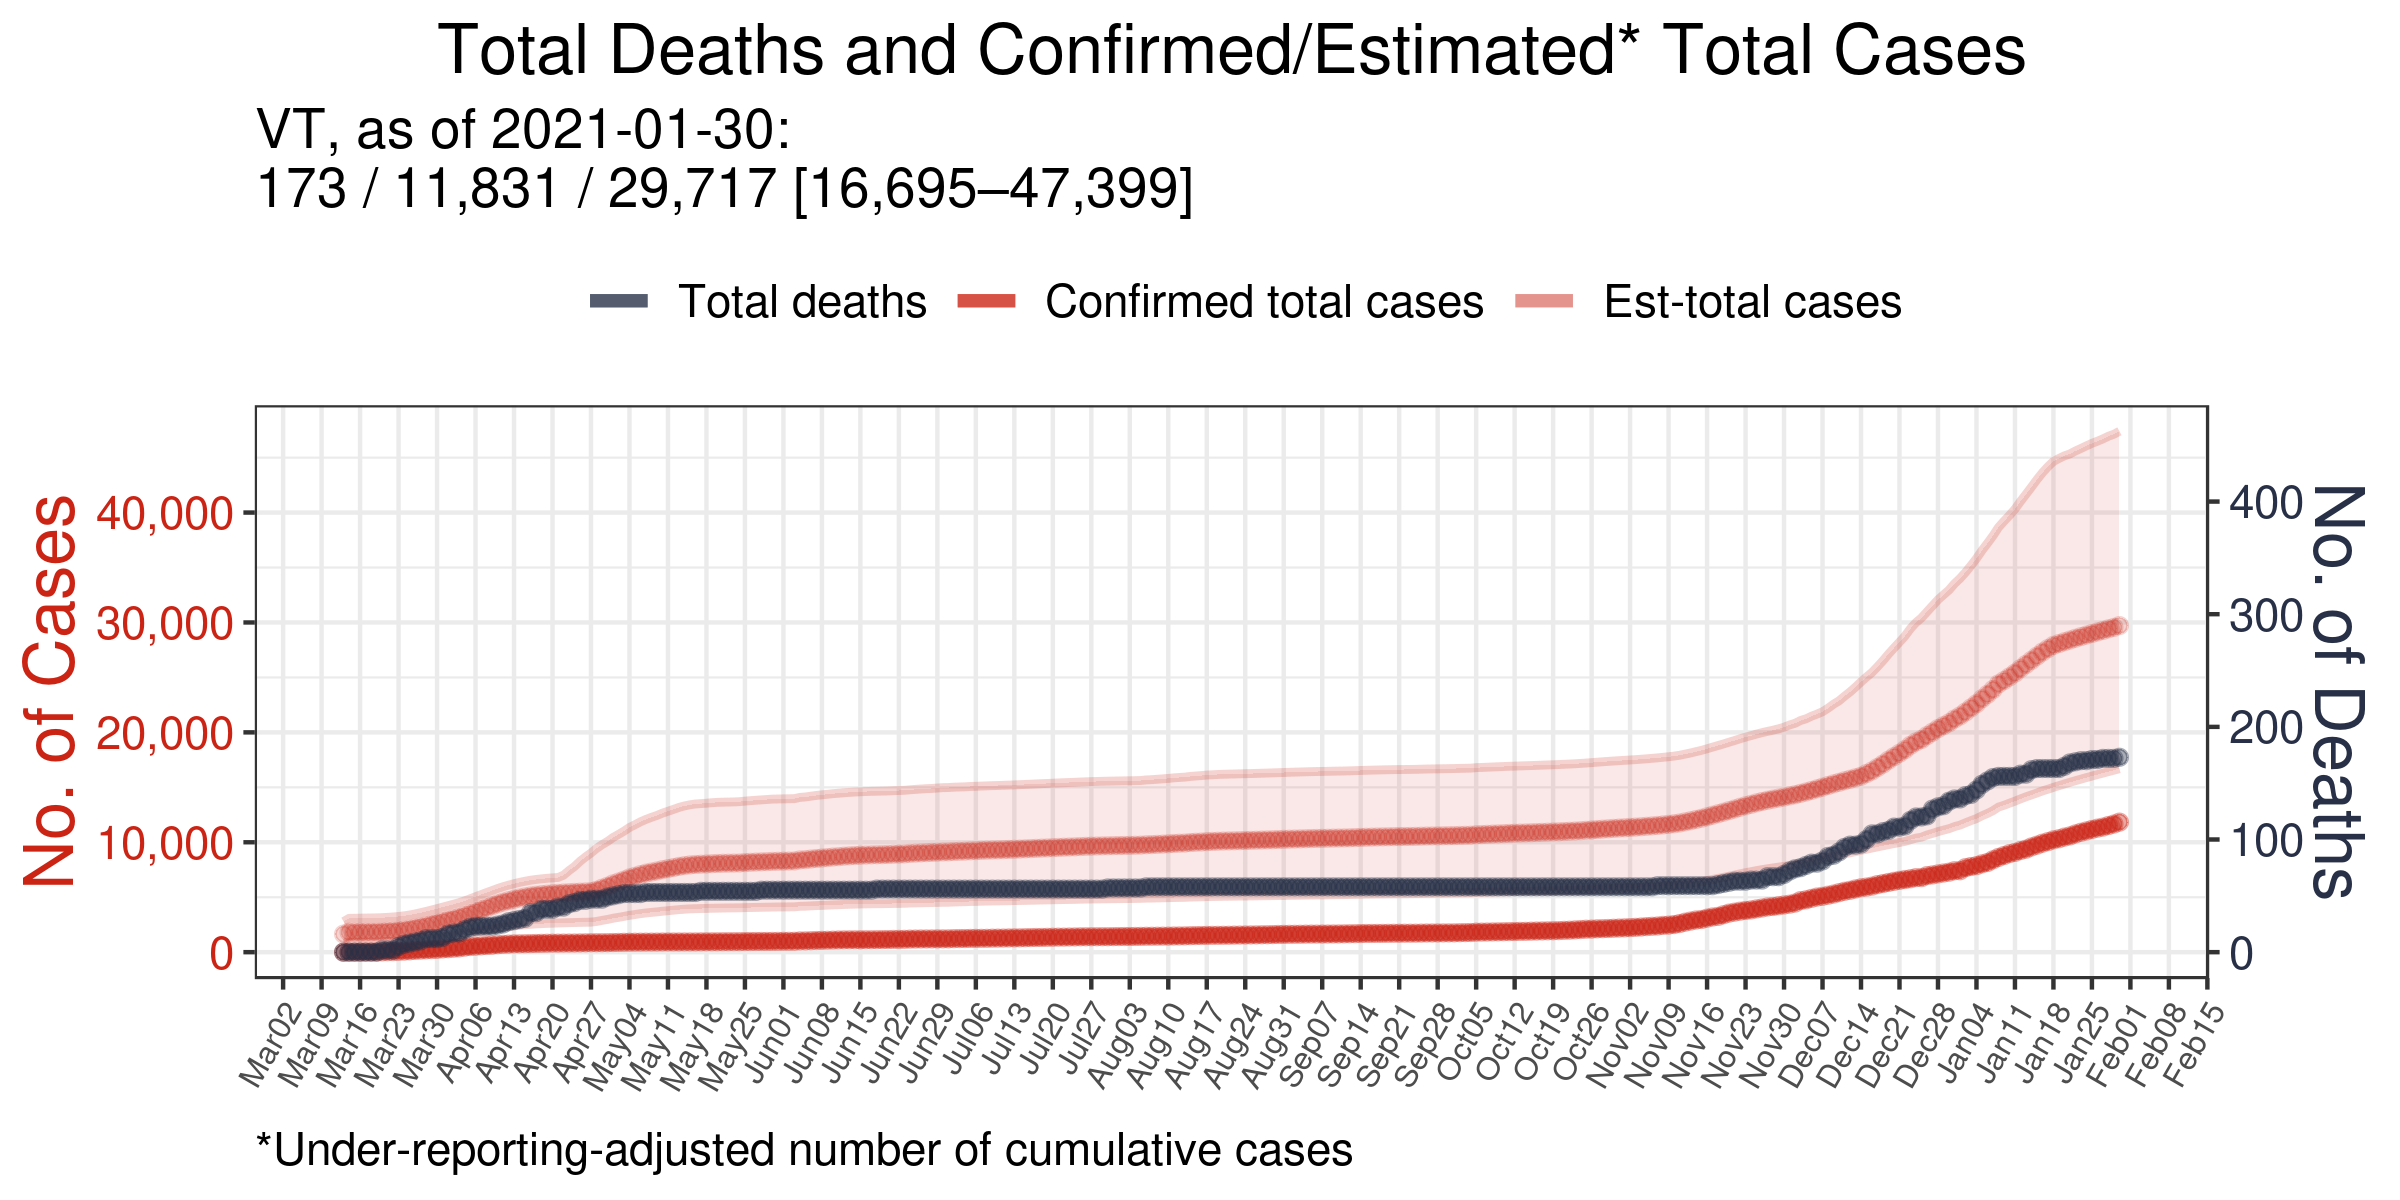 Total Deaths and Confirmed/Estimated* Total Cases
VT, as of 2021-01-30:
173 / 11,831 / 29,717 [16,695–47,399]
Total deaths
Confirmed total cases
Est-total cases
No. of Cases
40,000
30,000
20,000
10,000
0
400
300
200
100
0
No. of Deaths
Mar02
Mar09
Mar16
Mar23
Mar30
Apr06
Apr13
Apr20
Apr27
May04
May11
May18
May25
Jun01
Jun08
Jun15
Jun22
Jun29
Jul06
Jul13
Jul20
Jul27
Aug03
Aug10
Aug17
Aug24
Aug31
Sep07
Sep14
Sep21
Sep28
Oct05
Oct12
Oct19
Oct26
Nov02
Nov09
Nov16
Nov23
Nov30
Dec07
Dec14
Dec21
Dec28
Jan04
Jan11
Jan18
Jan25
Feb01
Feb08
Feb15
*Under-reporting-adjusted number of cumulative cases